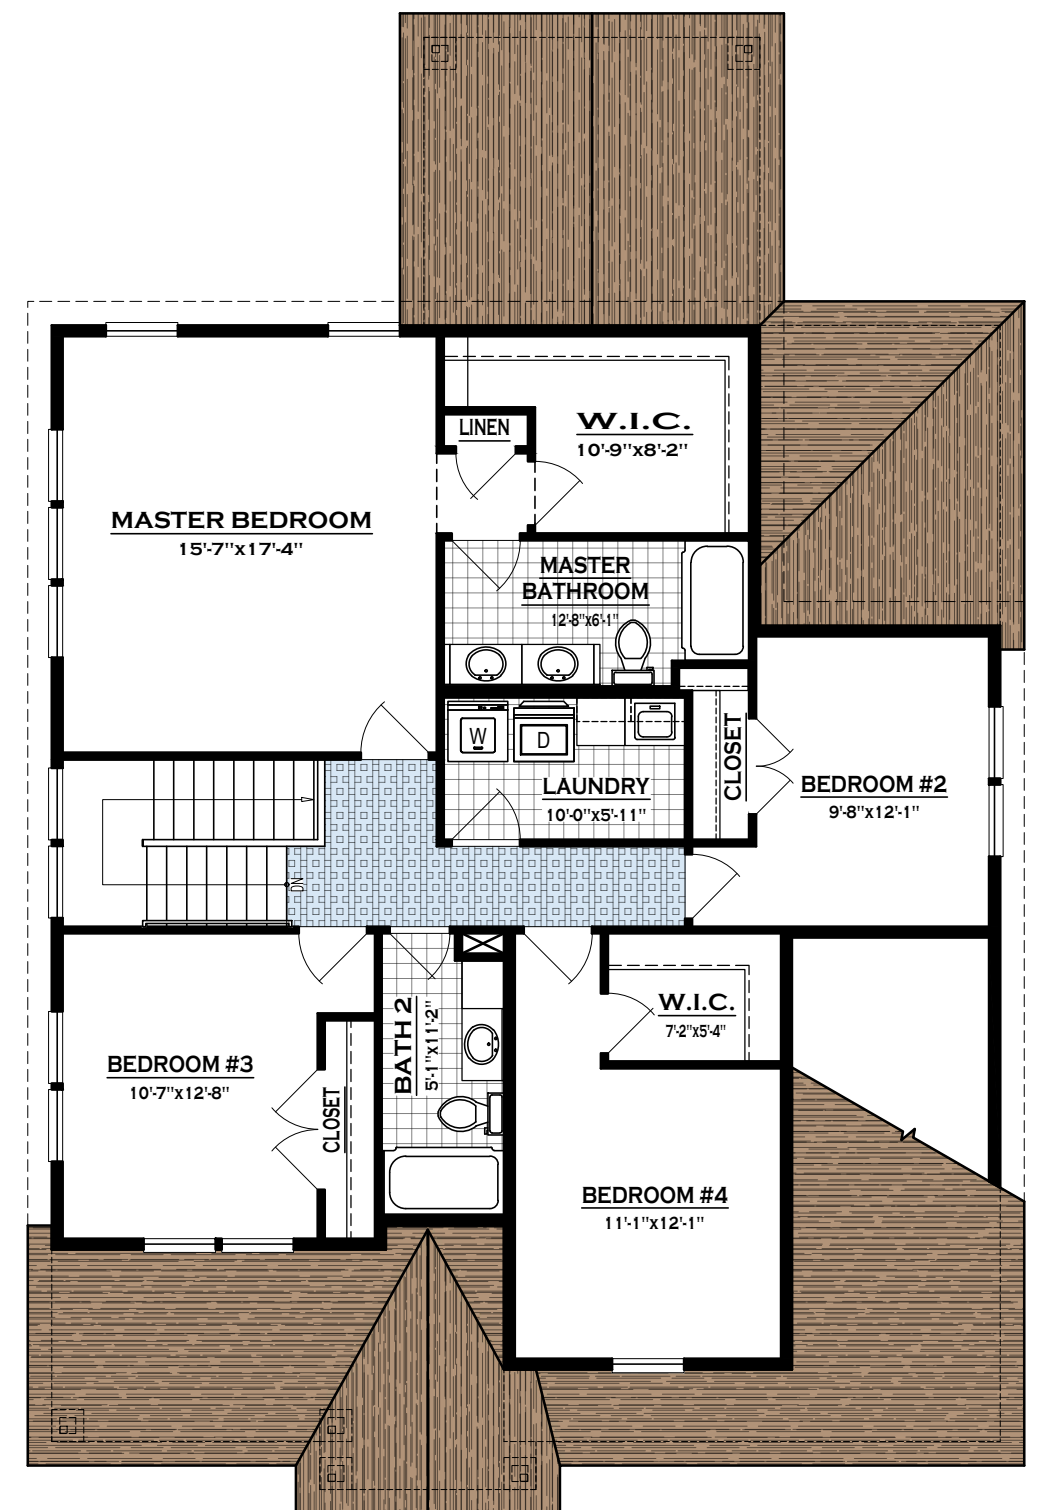 LINEN
W.I.C.
10'-9"x8'-2"
MASTER BEDROOM
15'-7"x17'-4"
MASTER
BATHROOM
12'-8"x6'-1"
W
D
LAUNDRY
10'-0"x5'-11"
CLOSET
BEDROOM #2
9'-8"x12'-1"
DN
BATH 2
5'-1"x11'-2"
W.I.C.
7'-2"x5'-4"
BEDROOM #3
10'-7"x12'-8"
CLOSET
BEDROOM #4
11'-1"x12'-1"